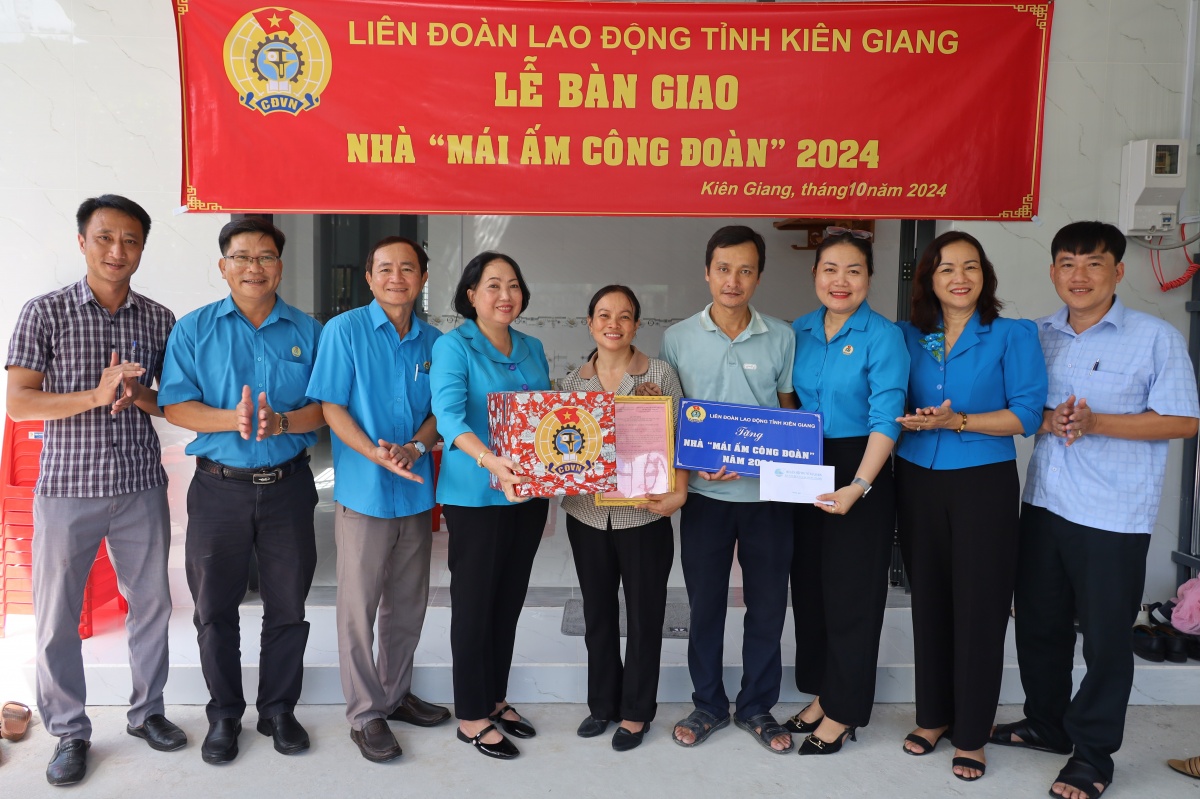 LIÊN ĐOÀN LAO ĐỘNG TỈNH KIÊN GIANG
LỄ BÀN GIAO
NHÀ “MÁI ẤM CÔNG ĐOÀN” 2024
Kiên Giang, tháng10năm 2024
CĐVN
CĐVN
LIÊN ĐOÀN LAO ĐỘNG TỈNH KIÊN GIANG
Tặng
NHÀ “MÁI ẤM CÔNG ĐOÀN”
NĂM